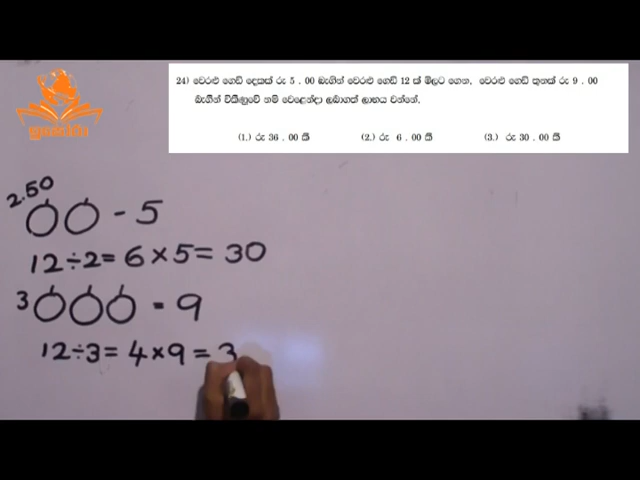 24) වෙරළු ගෙඩි දෙකක් රු 5 . 00 බැගින් වෙරළු ගෙඩි 12 ක් මිලට ගෙන, වෙරළු ගෙඩි තුනක් රු 9 . 00
බැගින් විකිණුවේ නම් වෙළෙන්දා ලබාගත් ලාභය වන්නේ.
(1.) රු 36 . 00 කි (2.) රු 6 . 00 කි (3.) රු 30 . 00 කි
2.50
- 5
12÷2= 6×5= 30
3 - 9
12÷3= 4×9 = 3